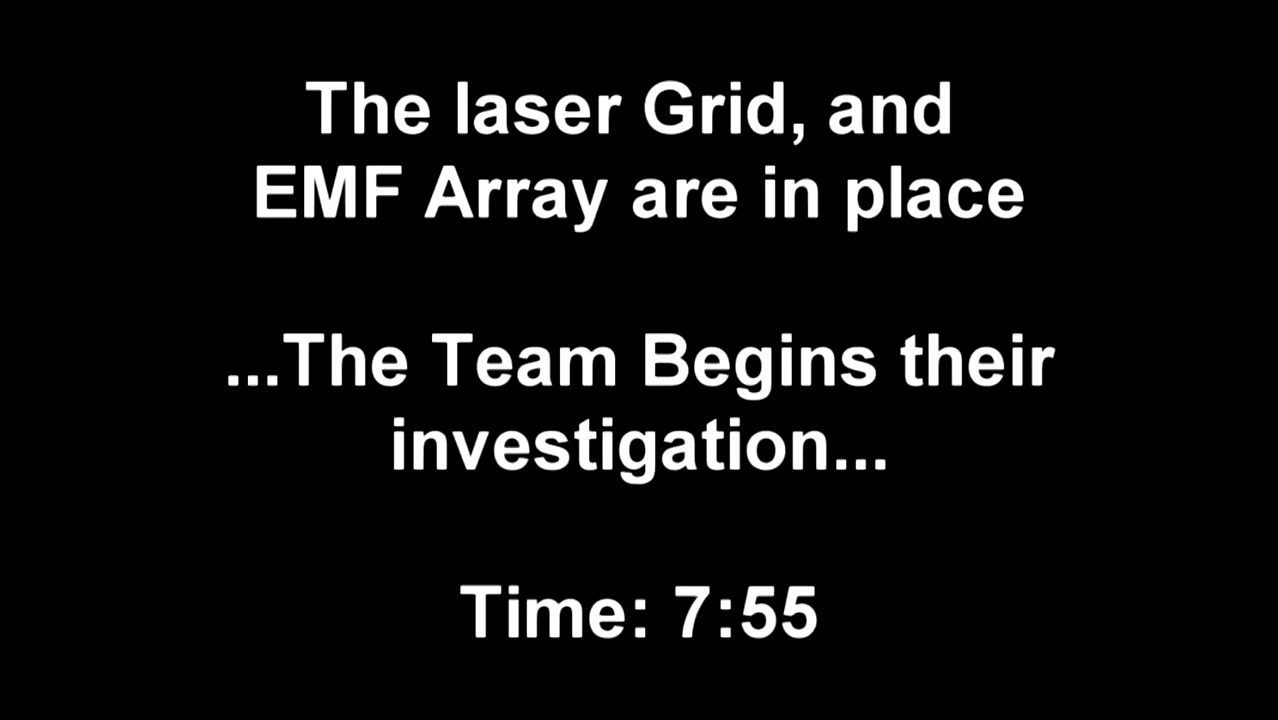 The laser Grid, and
EMF Array are in place
...The Team Begins their
investigation...
Time: 7:55